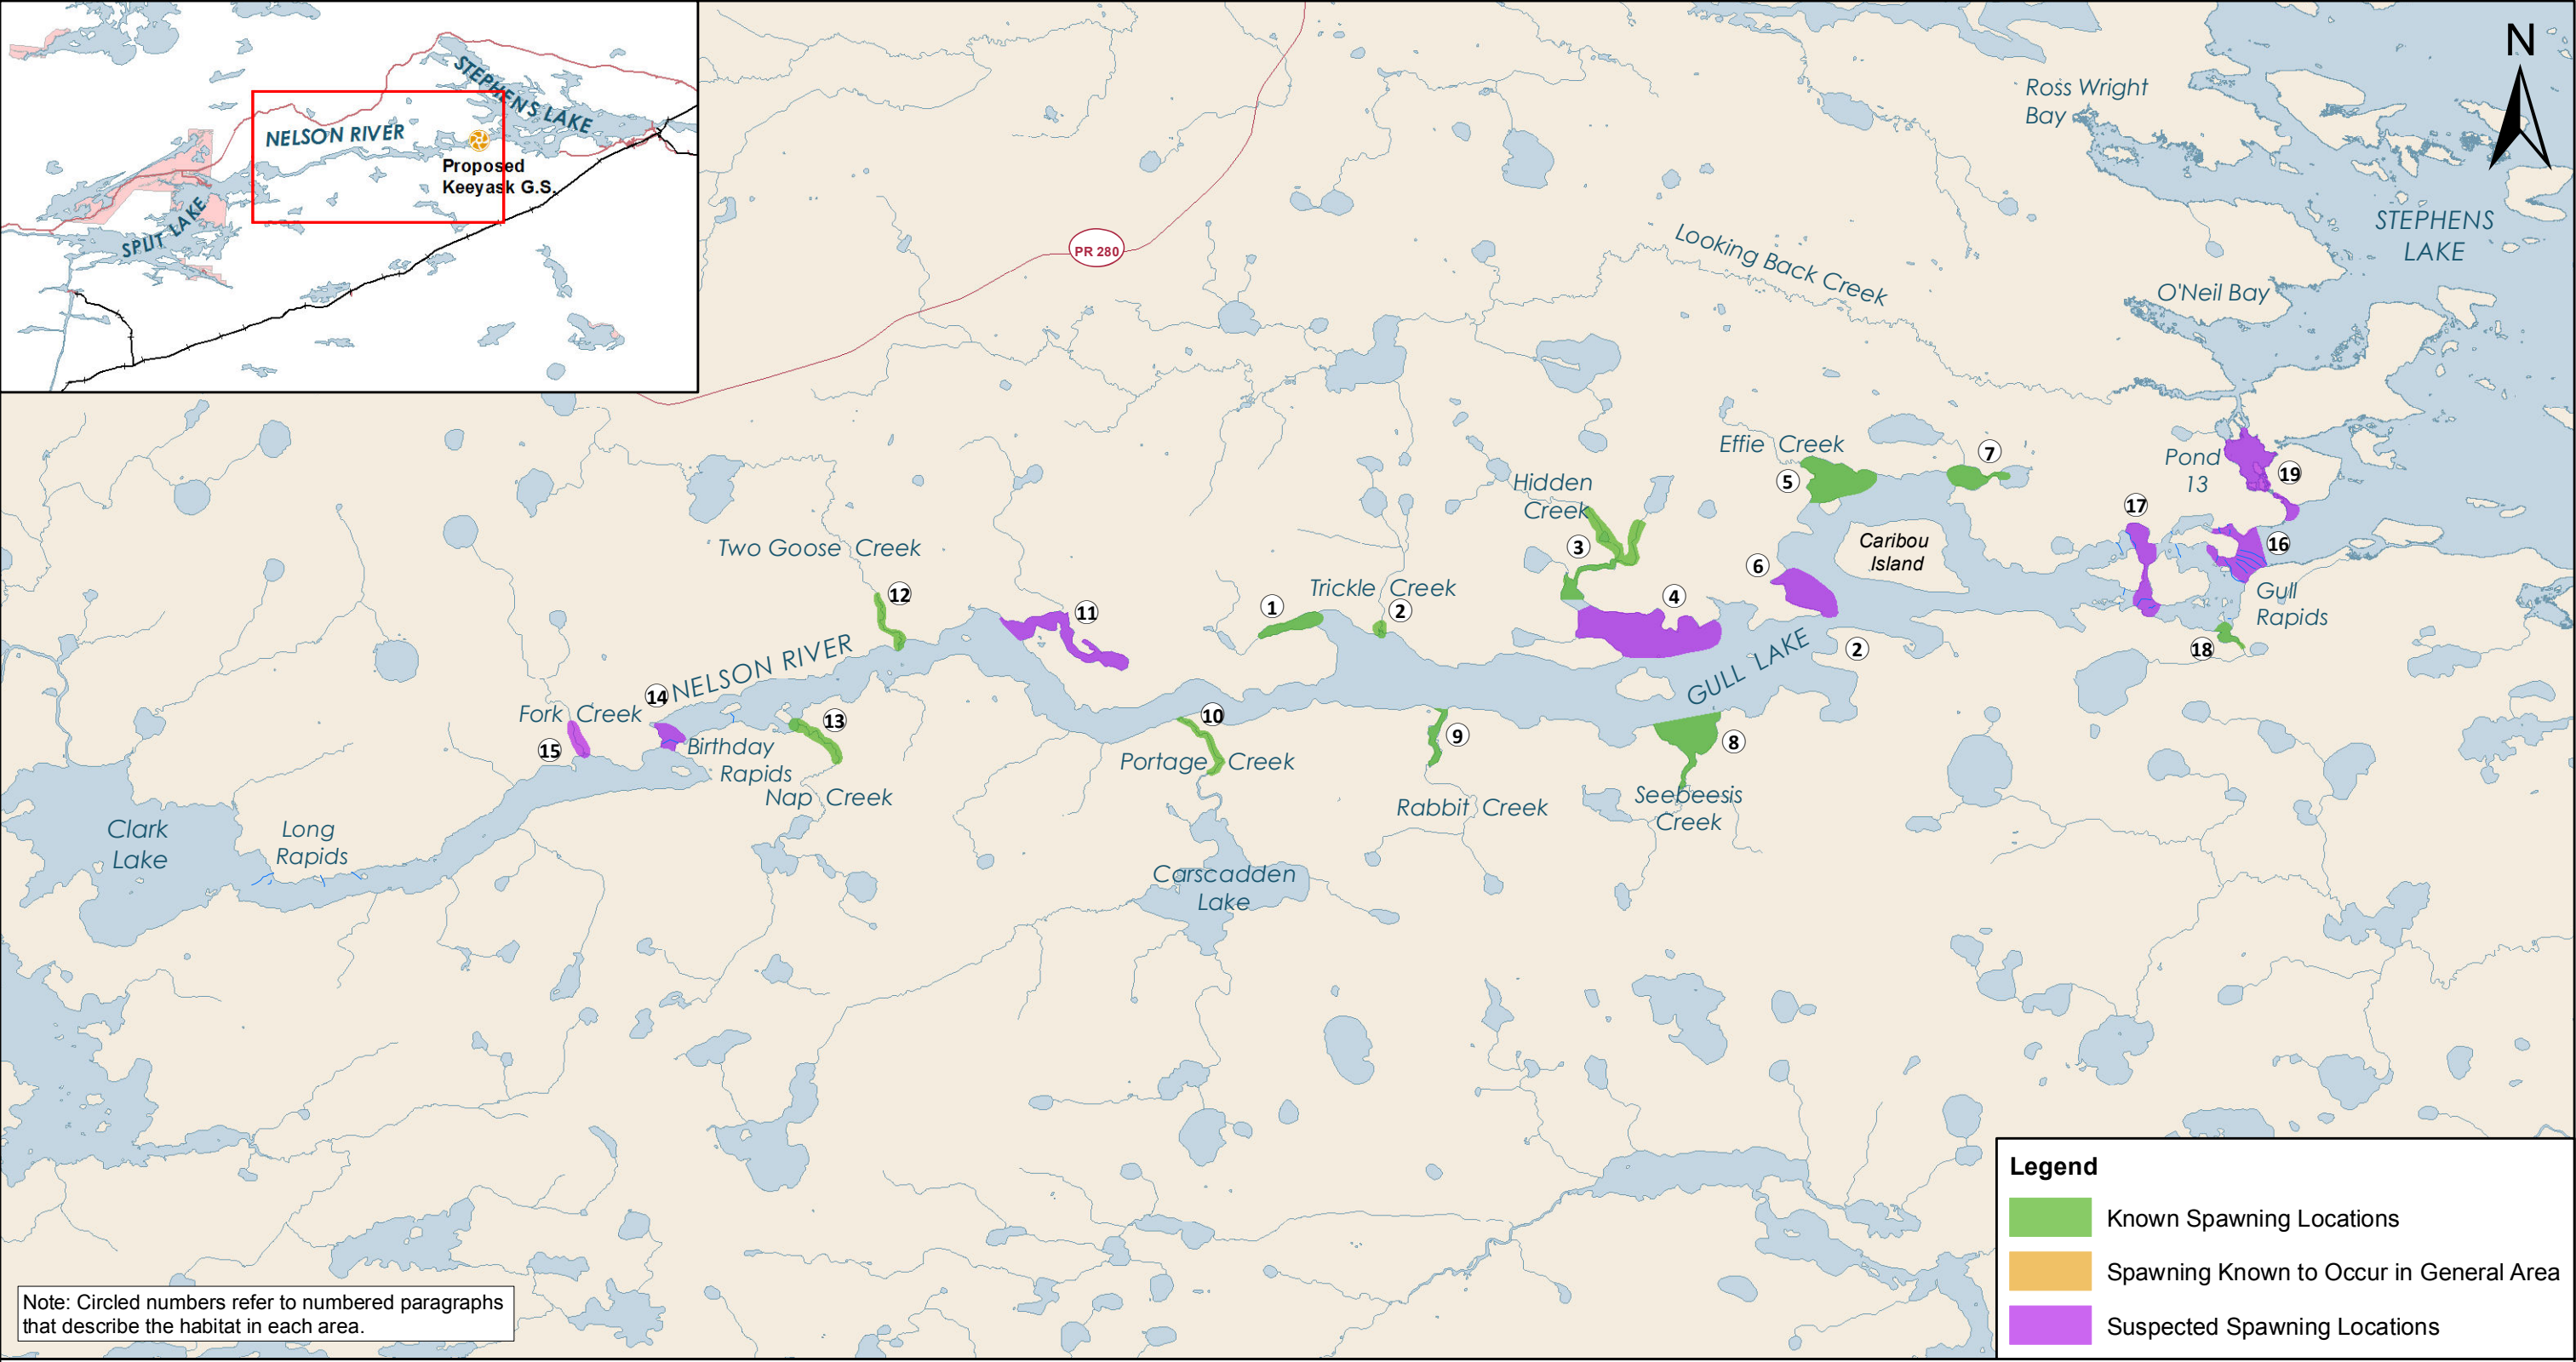 STEPHENS LAKE
NELSON RIVER
Proposed
Keeyask G.S.
SPLIT LAKE
N
Ross Wright
Bay
STEPHENS
LAKE
PR 280
Looking Back Creek
O'Neil Bay
Effie Creek
7
5
Pond
13
19
Hidden
Creek
17
3
Caribou
Island
16
Two Goose Creek
6
12
Trickle Creek
4
Gull
Rapids
1
2
11
2
18
NELSON RIVER
GULL LAKE
14
Fork Creek
13
10
9
8
15
Birthday
Rapids
Portage Creek
Nap Creek
Rabbit Creek
Seebeesis
Creek
Clark
Lake
Long
Rapids
Carscadden
Lake
Legend
Known Spawning Locations
Spawning Known to Occur in General Area
Suspected Spawning Locations
Note: Circled numbers refer to numbered paragraphs
that describe the habitat in each area.